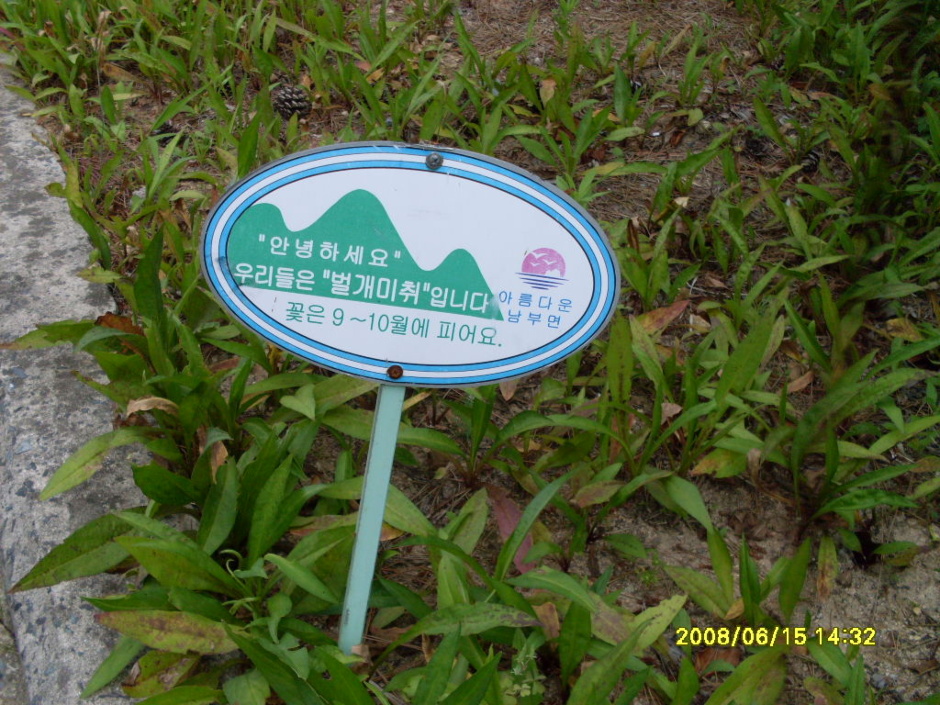 "안녕하세요"
우리들은 "벌개미취"입니다
꽃은 9~10월에 피어요.
아름다운
남부면
2008/06/15 14:32